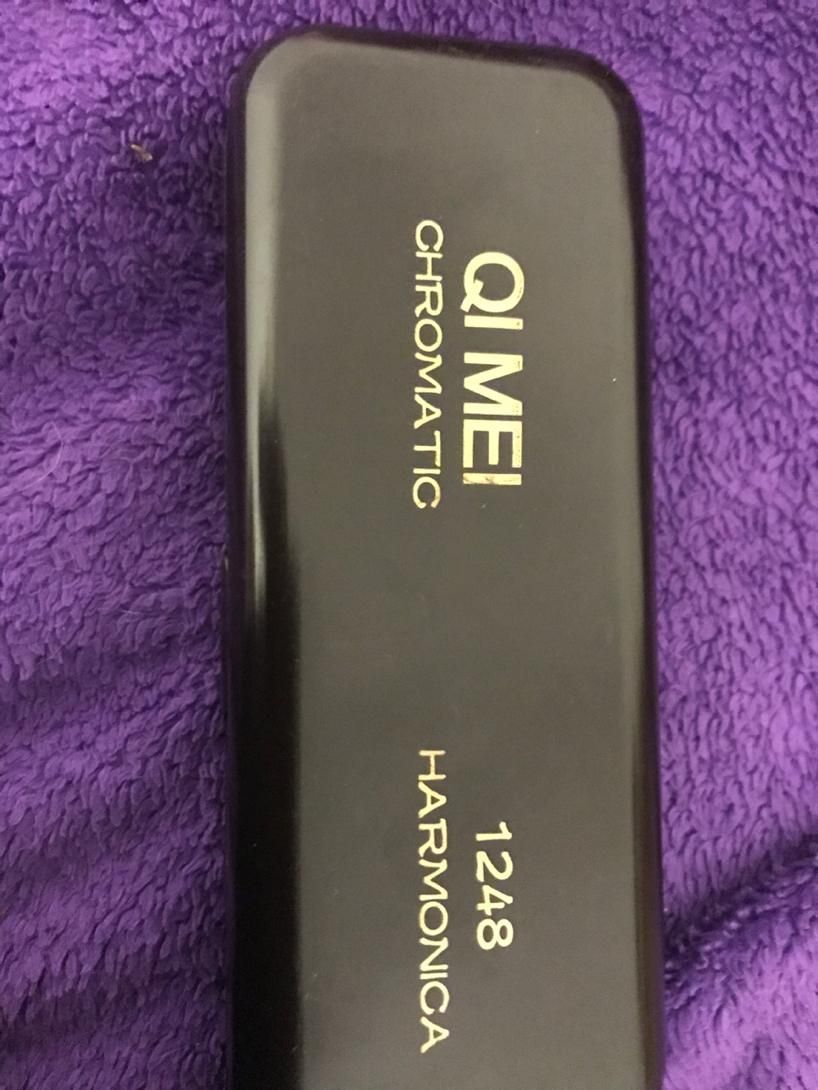 QI MEI
1248
CHROMATIC
HARMONICA